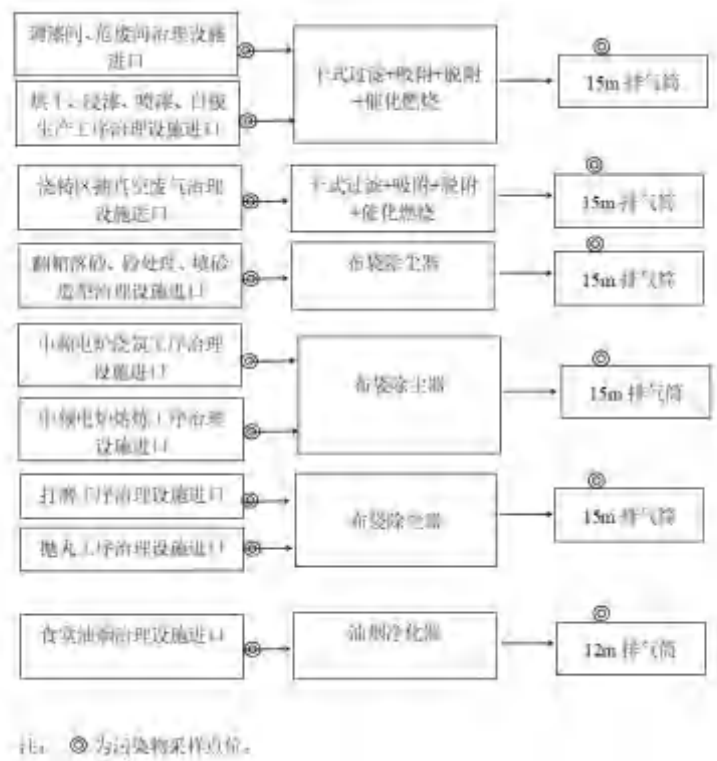 调漆间、危废间治理设施
进口
干式过滤+吸附+脱附
+催化燃烧
15m 排气筒
烘干、浸漆、喷漆、白模
生产工序治理设施进口
浇铸区抽真空废气治理
设施进口
干式过滤+吸附+脱附
+催化燃烧
15m 排气筒
翻箱落砂、砂处理、填砂
造型治理设施进口
布袋除尘器
15m 排气筒
中频电炉浇筑工序治理
设施进口
布袋除尘器
15m 排气筒
中频电炉熔炼工序治理
设施进口
打磨工序治理设施进口
布袋除尘器
15m 排气筒
抛丸工序治理设施进口
食堂油烟治理设施进口
油烟净化器
12m 排气筒
注： ◎ 为污染物采样点位。